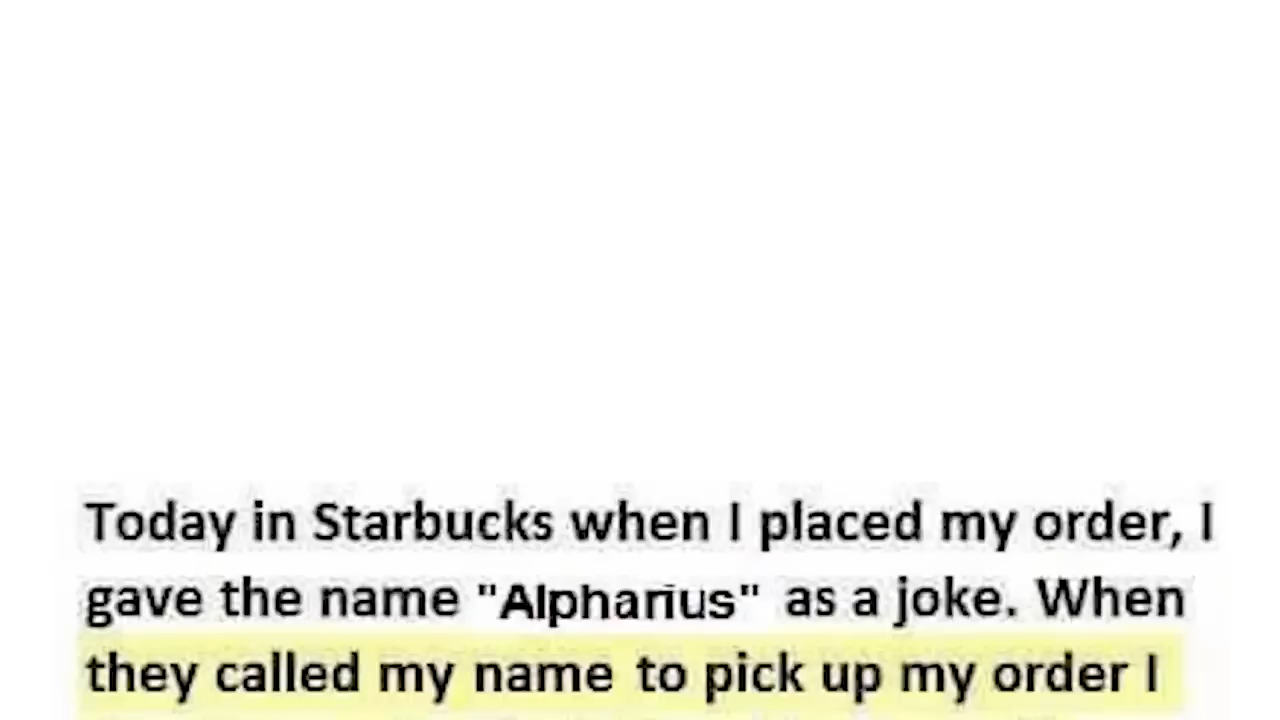 Today in Starbucks when I placed my order, I
gave the name "Alpharius" as a joke. When
they called my name to pick up my order I